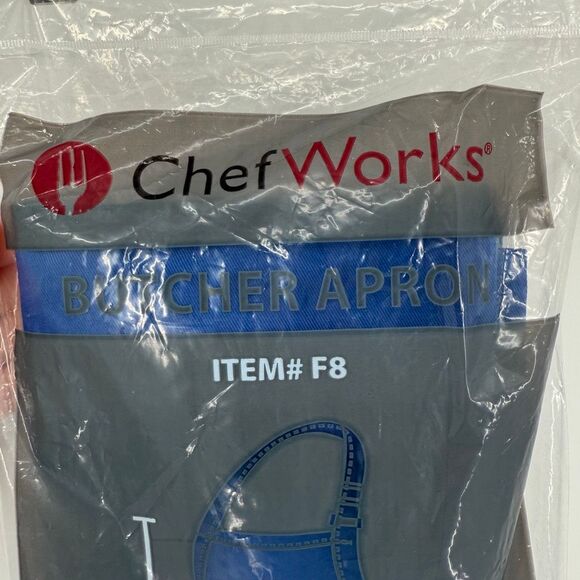 ChefWorks®
BUTCHER APRON
ITEM# F8